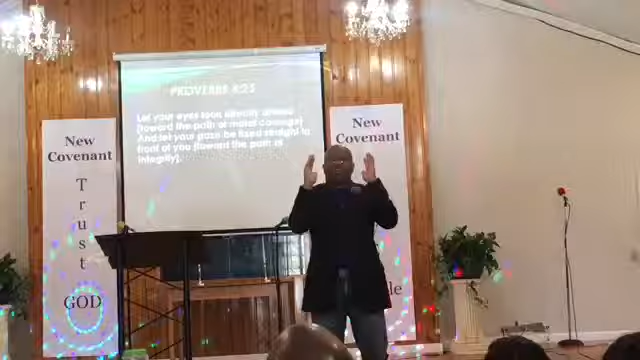 PROVERBS 4:25
Let your eyes look directly ahead
[toward the path of moral courage]
And let your gaze be fixed straight in
front of you [toward the path of
integrity].
New
Covenant
Trust
GOD
New
Covenant